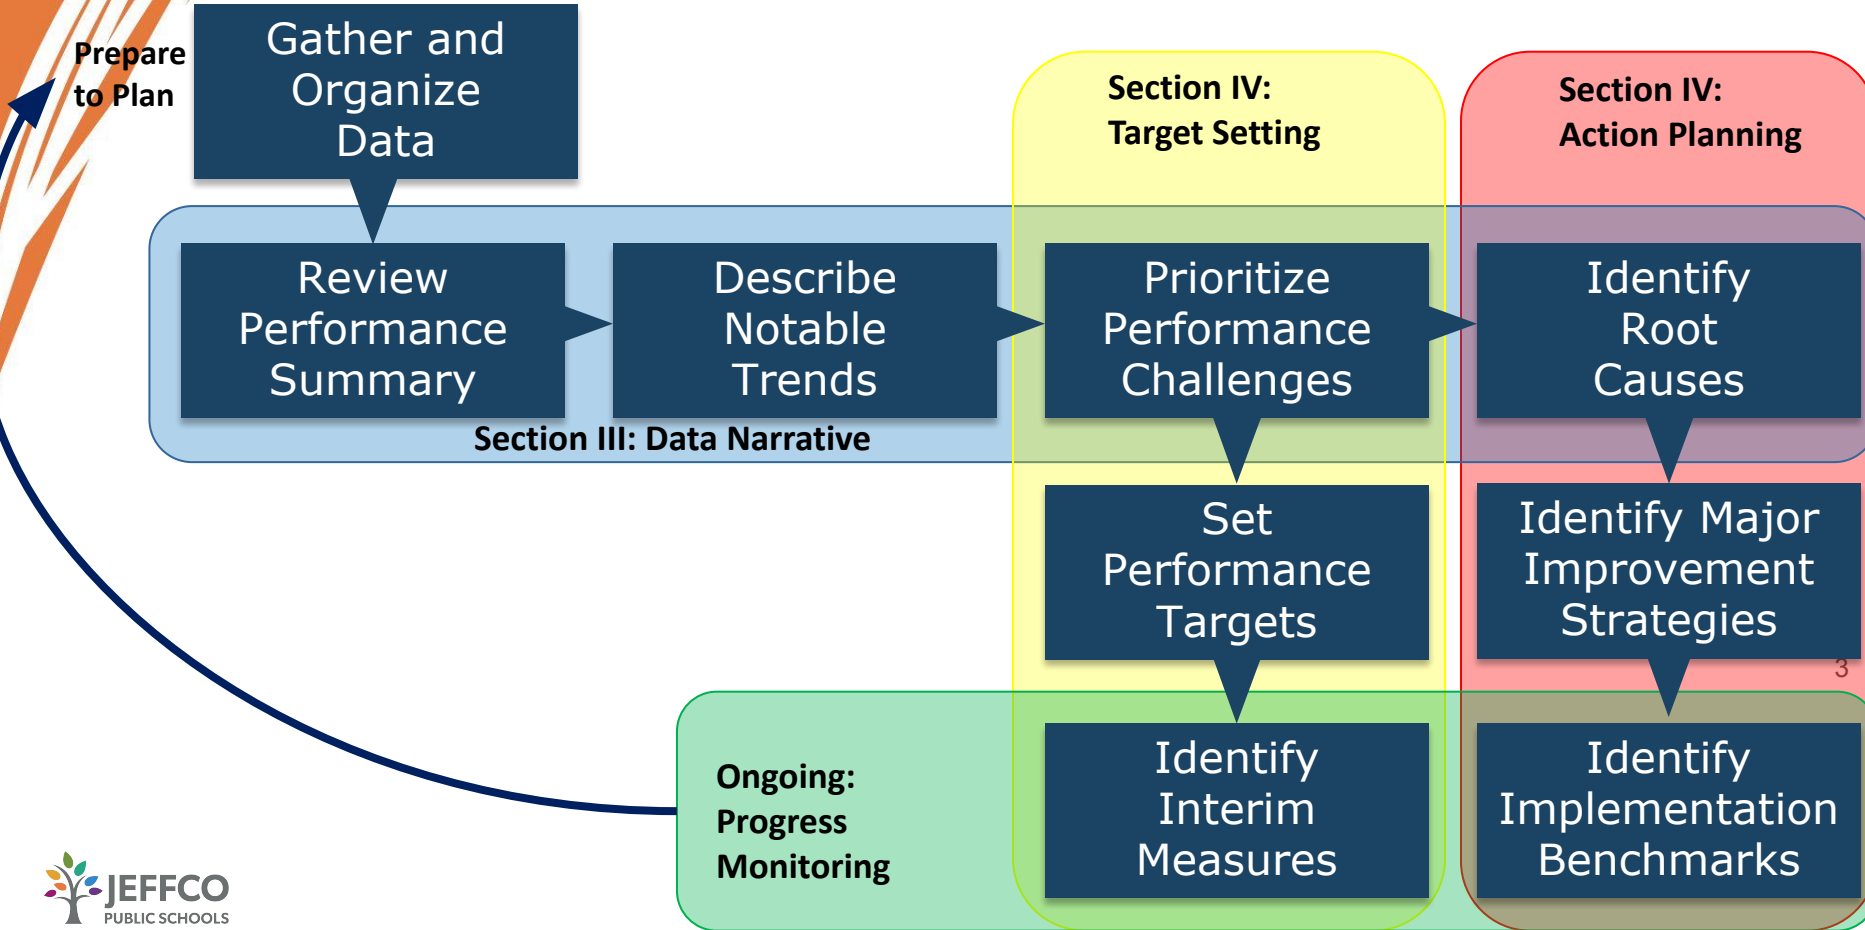 Prepare
to Plan
Gather and
Organize
Data
Section IV:
Target Setting
Section IV:
Action Planning
Review
Performance
Summary
Describe
Notable
Trends
Prioritize
Performance
Challenges
Identify
Root
Causes
Section III: Data Narrative
Set
Performance
Targets
Identify Major
Improvement
Strategies
3
Ongoing:
Progress
Monitoring
Identify
Interim
Measures
Identify
Implementation
Benchmarks
JEFFCO
PUBLIC SCHOOLS